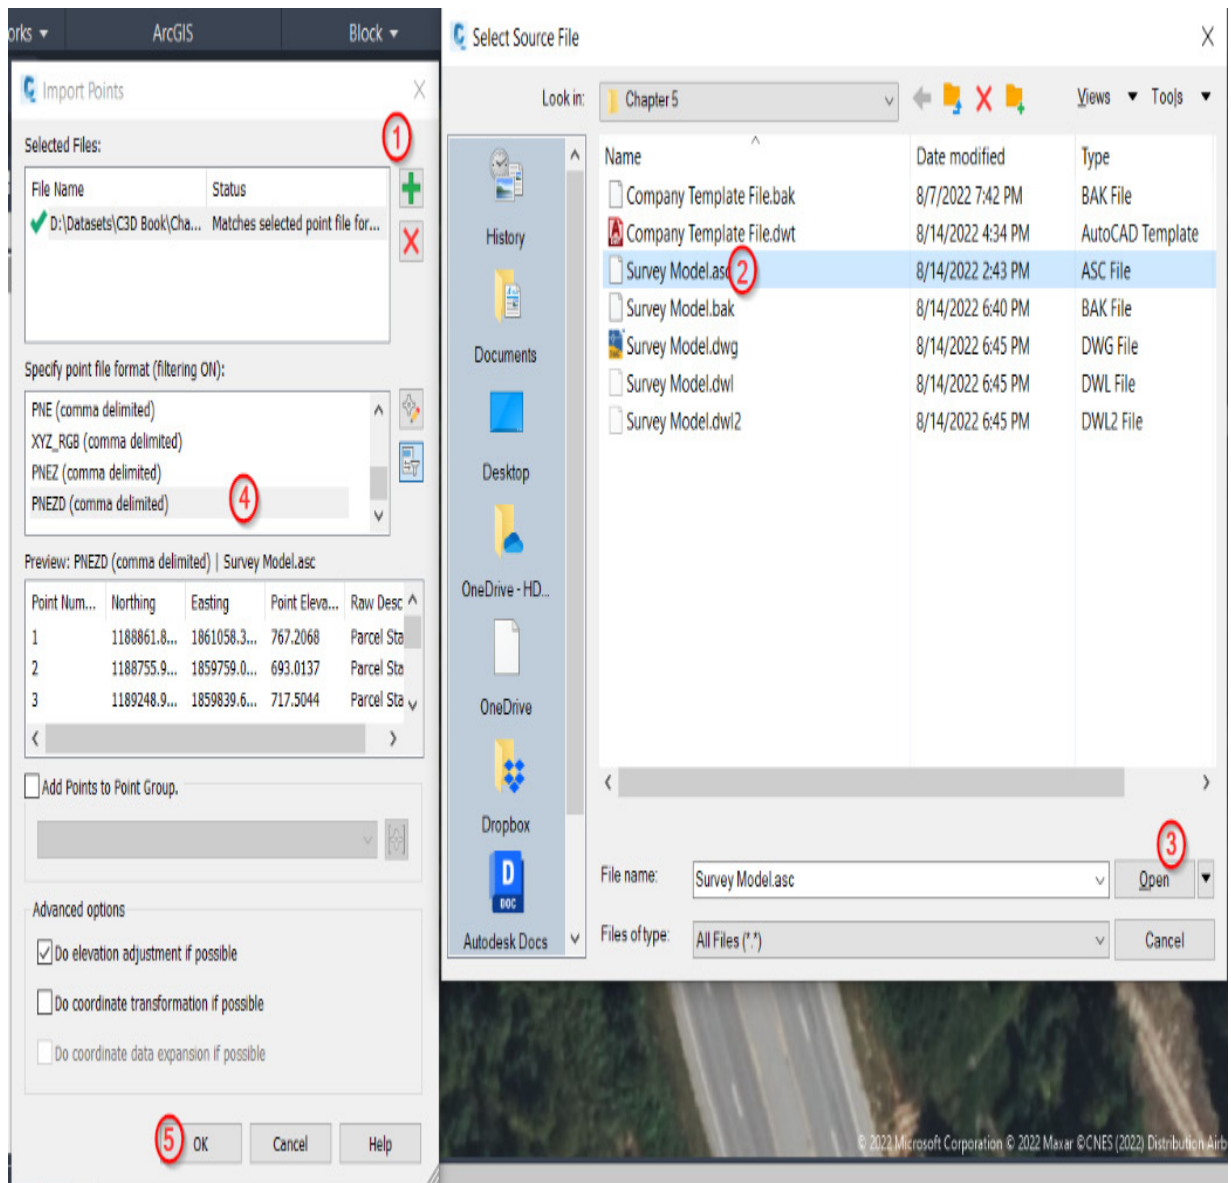 orks ArcGIS Block
Import Points
1
Selected Files:
File Name Status
D:\Datasets\C3D Book\Cha... Matches selected point file for...
Specify point file format (filtering ON):
PNE (comma delimited)
XYZ_RGB (comma delimited)
PNEZ (comma delimited)
PNEZD (comma delimited) 4
Preview: PNEZD (comma delimited) | Survey Model.asc
Point Num... Northing Easting Point Eleva... Raw Desc
1 1188861.8... 1861058.3... 767.2068 Parcel Sta
2 1188755.9... 1859759.0... 693.0137 Parcel Sta
3 1189248.9... 1859839.6... 717.5044 Parcel Sta
Add Points to Point Group.
Advanced options
Do elevation adjustment if possible
Do coordinate transformation if possible
Do coordinate data expansion if possible
5 OK Cancel Help
Select Source File
Look in: Chapter 5 Views Tools
History
Documents
Desktop
OneDrive - HD...
OneDrive
Dropbox
D
DOC
Autodesk Docs
Name Date modified Type
Company Template File.bak 8/7/2022 7:42 PM BAK File
Company Template File.dwt 8/14/2022 4:34 PM AutoCAD Template
Survey Model.asc 2 8/14/2022 2:43 PM ASC File
Survey Model.bak 8/14/2022 6:40 PM BAK File
Survey Model.dwg 8/14/2022 6:45 PM DWG File
Survey Model.dwl 8/14/2022 6:45 PM DWL File
Survey Model.dwl2 8/14/2022 6:45 PM DWL2 File
3
File name: Survey Model.asc Open
Files of type: All Files (*.*) Cancel
© 2022 Microsoft Corporation © 2022 Maxar ©CNES (2022) Distribution Airb